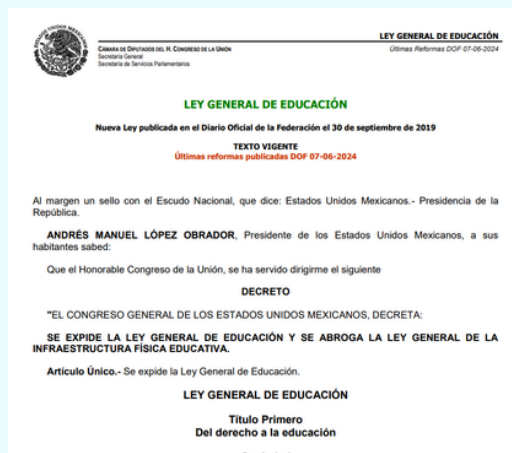 LEY GENERAL DE EDUCACIÓN
CÁMARA DE DIPUTADOS DEL H. CONGRESO DE LA UNIÓN
Últimas Reformas DOF 07-06-2024
Secretaría General
Secretaría de Servicios Parlamentarios
LEY GENERAL DE EDUCACIÓN
Nueva Ley publicada en el Diario Oficial de la Federación el 30 de septiembre de 2019
TEXTO VIGENTE
Últimas reformas publicadas DOF 07-06-2024
Al margen un sello con el Escudo Nacional, que dice: Estados Unidos Mexicanos.- Presidencia de la
República.
ANDRÉS MANUEL LÓPEZ OBRADOR, Presidente de los Estados Unidos Mexicanos, a sus
habitantes sabed:
Que el Honorable Congreso de la Unión, se ha servido dirigirme el siguiente
DECRETO
"EL CONGRESO GENERAL DE LOS ESTADOS UNIDOS MEXICANOS, DECRETA:
SE EXPIDE LA LEY GENERAL DE EDUCACIÓN Y SE ABROGA LA LEY GENERAL DE LA
INFRAESTRUCTURA FÍSICA EDUCATIVA.
Artículo Único.- Se expide la Ley General de Educación.
LEY GENERAL DE EDUCACIÓN
Título Primero
Del derecho a la educación